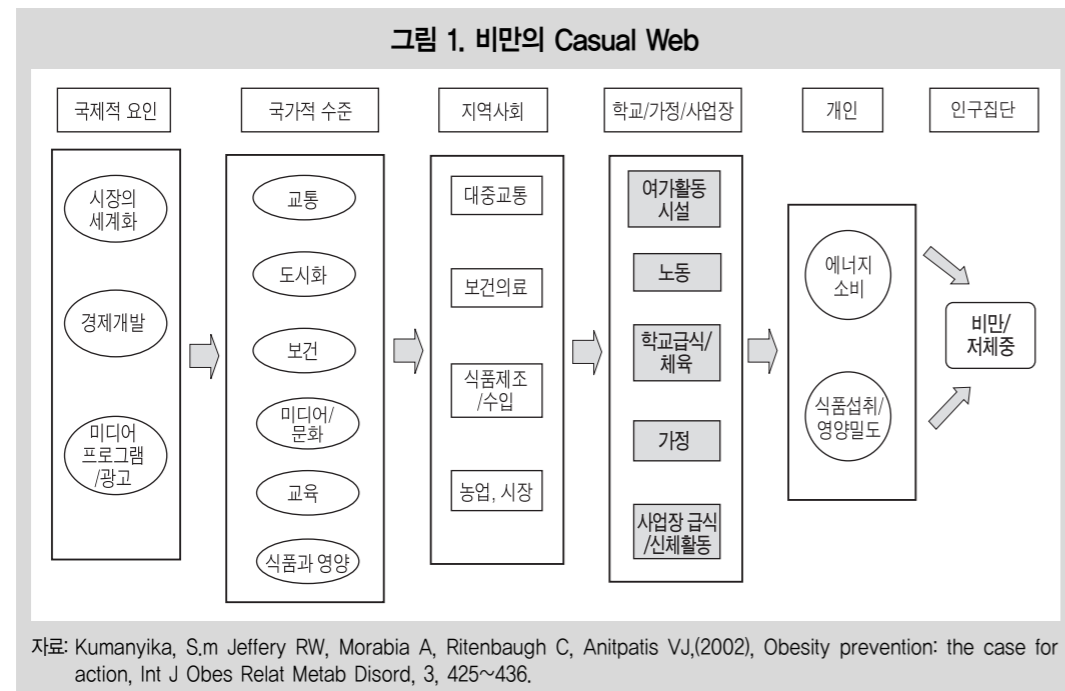 그림 1. 비만의 Casual Web
국제적 요인
국가적 수준
지역사회
학교/가정/사업장
개인
인구집단
시장의
세계화
경제개발
미디어
프로그램
/광고
교통
도시화
보건
미디어/
문화
교육
식품과 영양
대중교통
보건의료
식품제조
/수입
농업, 시장
여가활동
시설
노동
학교급식/
체육
가정
사업장 급식
/신체활동
에너지
소비
식품섭취/
영양밀도
비만/
저체중
자료: Kumanyika, S.m Jeffery RW, Morabia A, Ritenbaugh C, Anitpatis VJ,(2002), Obesity prevention: the case for
action, Int J Obes Relat Metab Disord, 3, 425~436.